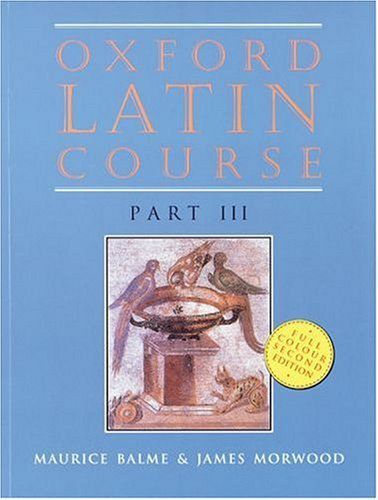 OXFORD
LATIN
COURSE
PART III
FULL
COLOUR
SECOND
EDITION
MAURICE BALME & JAMES MORWOOD